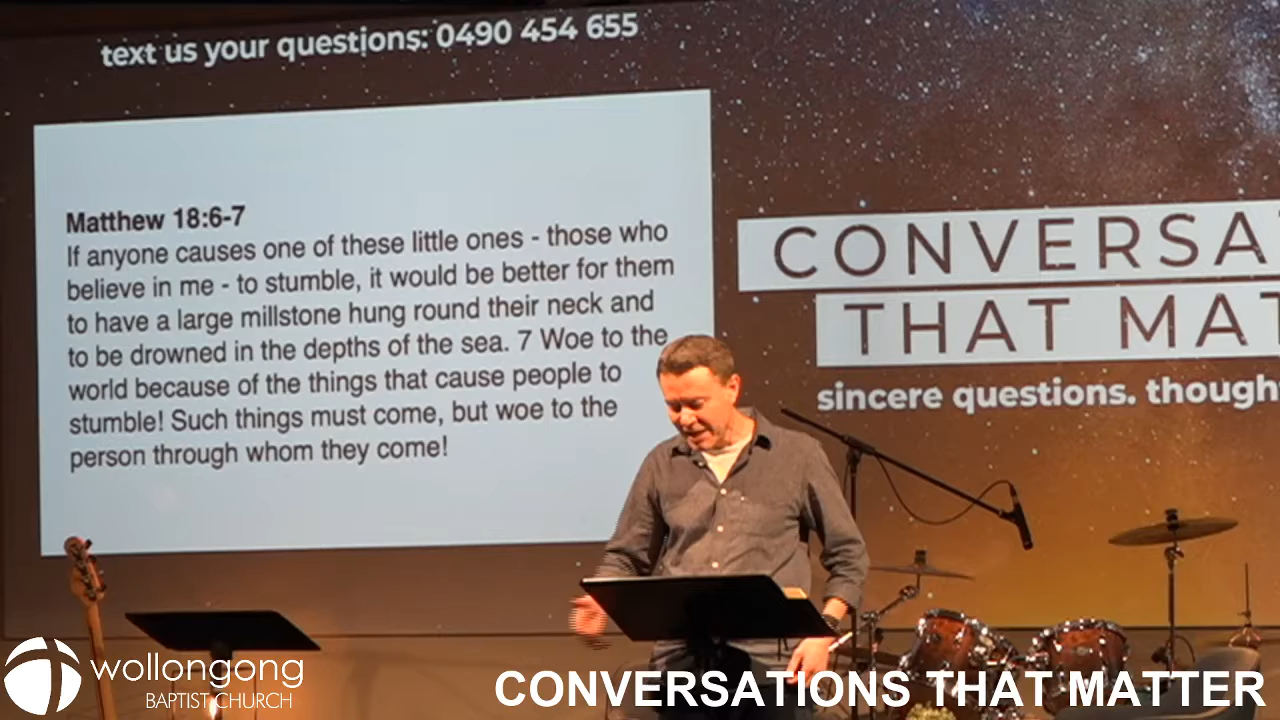 text us your questions: 0490 454 655
Matthew 18:6-7
If anyone causes one of these little ones - those who
believe in me - to stumble, it would be better for them
to have a large millstone hung round their neck and
to be drowned in the depths of the sea. 7 Woe to the
world because of the things that cause people to
stumble! Such things must come, but woe to the
person through whom they come!
CONVERSA
THAT MAT
sincere questions. though
wollongong
BAPTIST CHURCH
CONVERSATIONS THAT MATTER